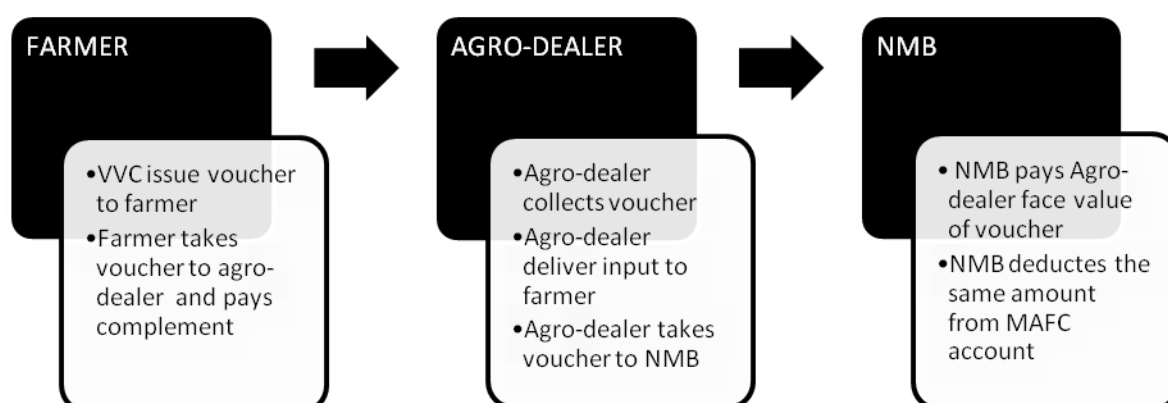 FARMER
•VVC issue voucher
to farmer
•Farmer takes
voucher to agro-
dealer and pays
complement
AGRO-DEALER
•Agro-dealer
collects voucher
•Agro-dealer
deliver input to
farmer
•Agro-dealer takes
voucher to NMB
NMB
• NMB pays Agro-
dealer face value
of voucher
•NMB deductes the
same amount
from MAFC
account